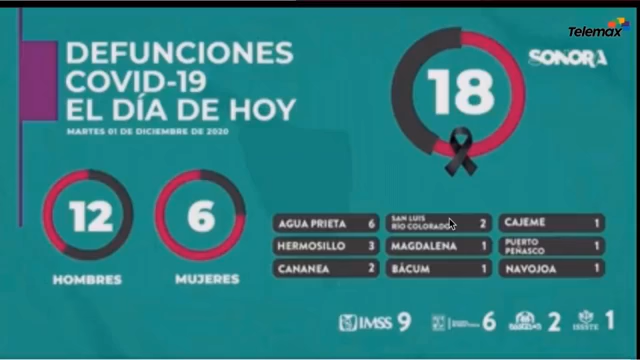 Telemax
DEFUNCIONES
SONORA
COVID-19
EL DÍA DE HOY
MARTES 01 DE DICIEMBRE DE 2020
18
12
HOMBRES
6
MUJERES
AGUA PRIETA 6
SAN LUIS
RÍO COLORADO 2
CAJEME 1
HERMOSILLO 3
MAGDALENA 1
PUERTO
PEÑASCO 1
CANANEA 2
BÁCUM 1
NAVOJOA 1
IMSS 9
6
2
ISSSTE 1